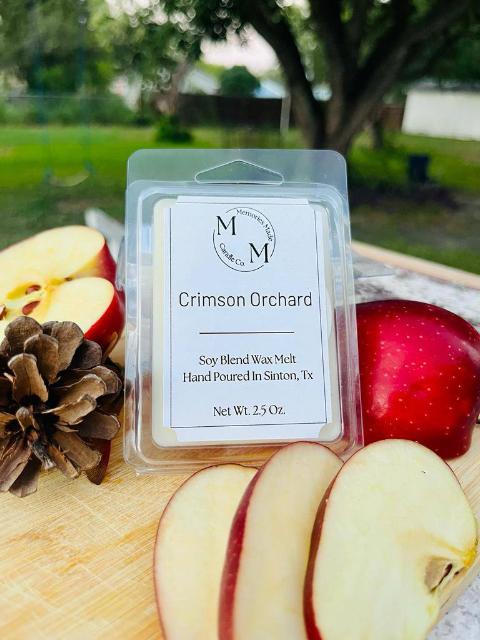 Memories Made
M M
Candle Co.
Crimson Orchard
Soy Blend Wax Melt
Hand Poured In Sinton, Tx
Net Wt. 2.5 Oz.